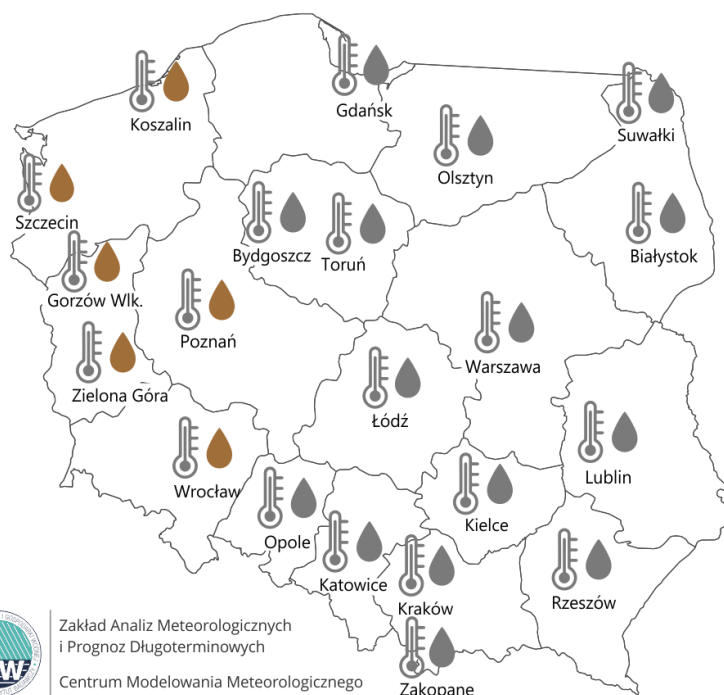 Koszalin
Gdańsk
Suwałki
Olsztyn
Szczecin
Bydgoszcz
Toruń
Białystok
Gorzów Wlk.
Poznań
Warszawa
Zielona Góra
Łódź
Wrocław
Lublin
Kielce
Opole
Katowice
Kraków
Rzeszów
Zakopane
Zakład Analiz Meteorologicznych
i Prognoz Długoterminowych
Centrum Modelowania Meteorologicznego